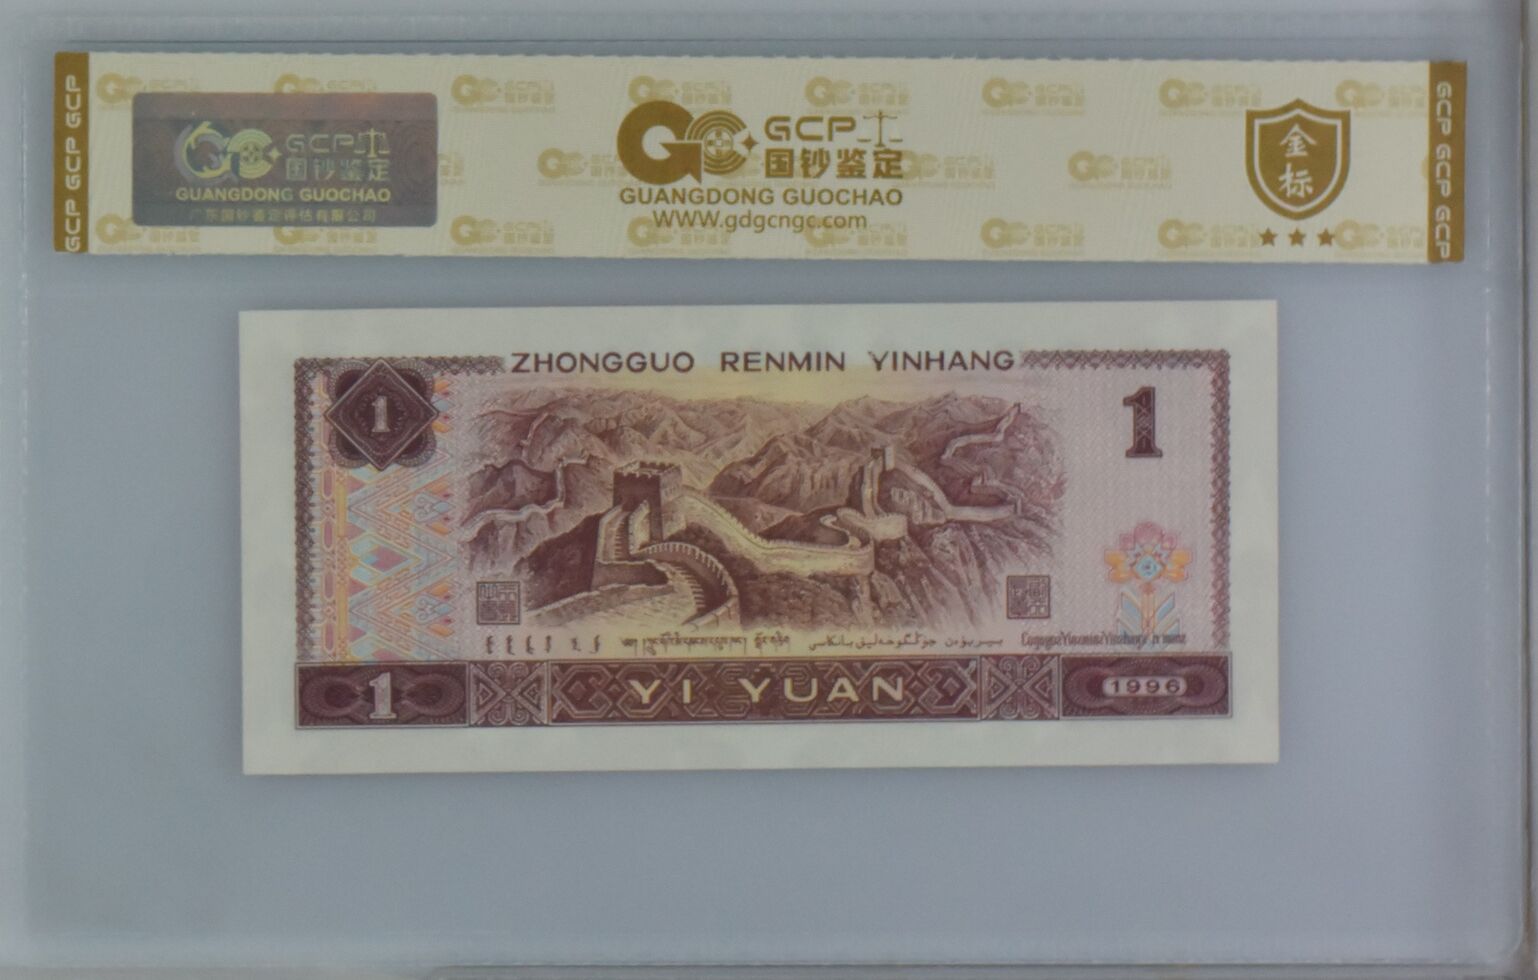 GCP GCP GCP
GCP
国钞鉴定
GUANGDONG GUOCHAO
广东国钞鉴定评估有限公司
GCP
国钞鉴定
GUANGDONG GUOCHAO
WWW.gdgcngc.com
金
标
GCP GCP GCP
ZHONGGUO RENMIN YINHANG
1
1
1
YI YUAN
1996